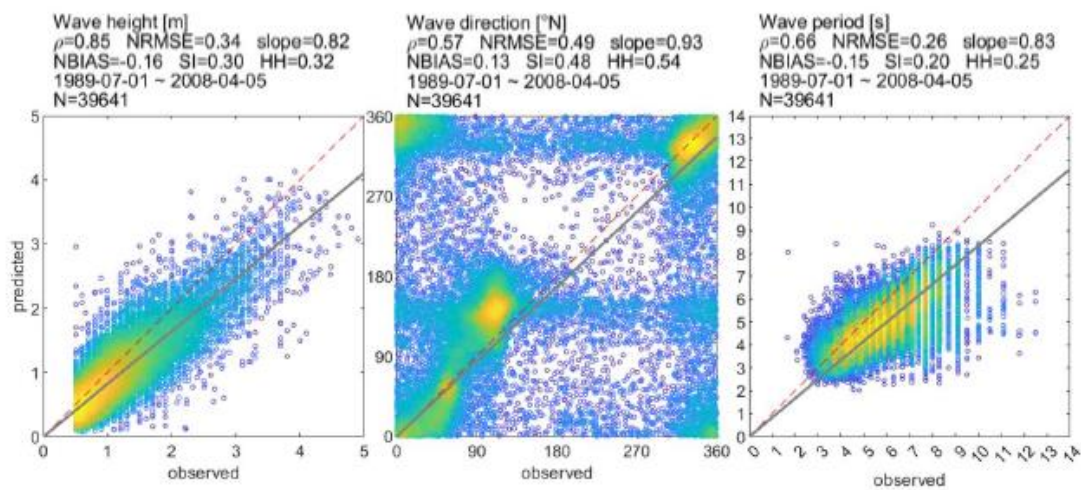 Wave height [m]
ρ=0.85 NRMSE=0.34 slope=0.82
NBIAS=-0.16 SI=0.30 HH=0.32
1989-07-01 ~ 2008-04-05
N=39641
5
4
3
2
1
0
predicted
0 1 2 3 4 5
observed
Wave direction [°N]
ρ=0.57 NRMSE=0.49 slope=0.93
NBIAS=0.13 SI=0.48 HH=0.54
1989-07-01 ~ 2008-04-05
N=39641
360
270
180
90
0
0 90 180 270 360
observed
Wave period [s]
ρ=0.66 NRMSE=0.26 slope=0.83
NBIAS=-0.15 SI=0.20 HH=0.25
1989-07-01 ~ 2008-04-05
N=39641
14
13
12
11
10
9
8
7
6
5
4
3
2
1
0
0 1 2 3 4 5 6 7 8 9 10 11 12 13 14
observed